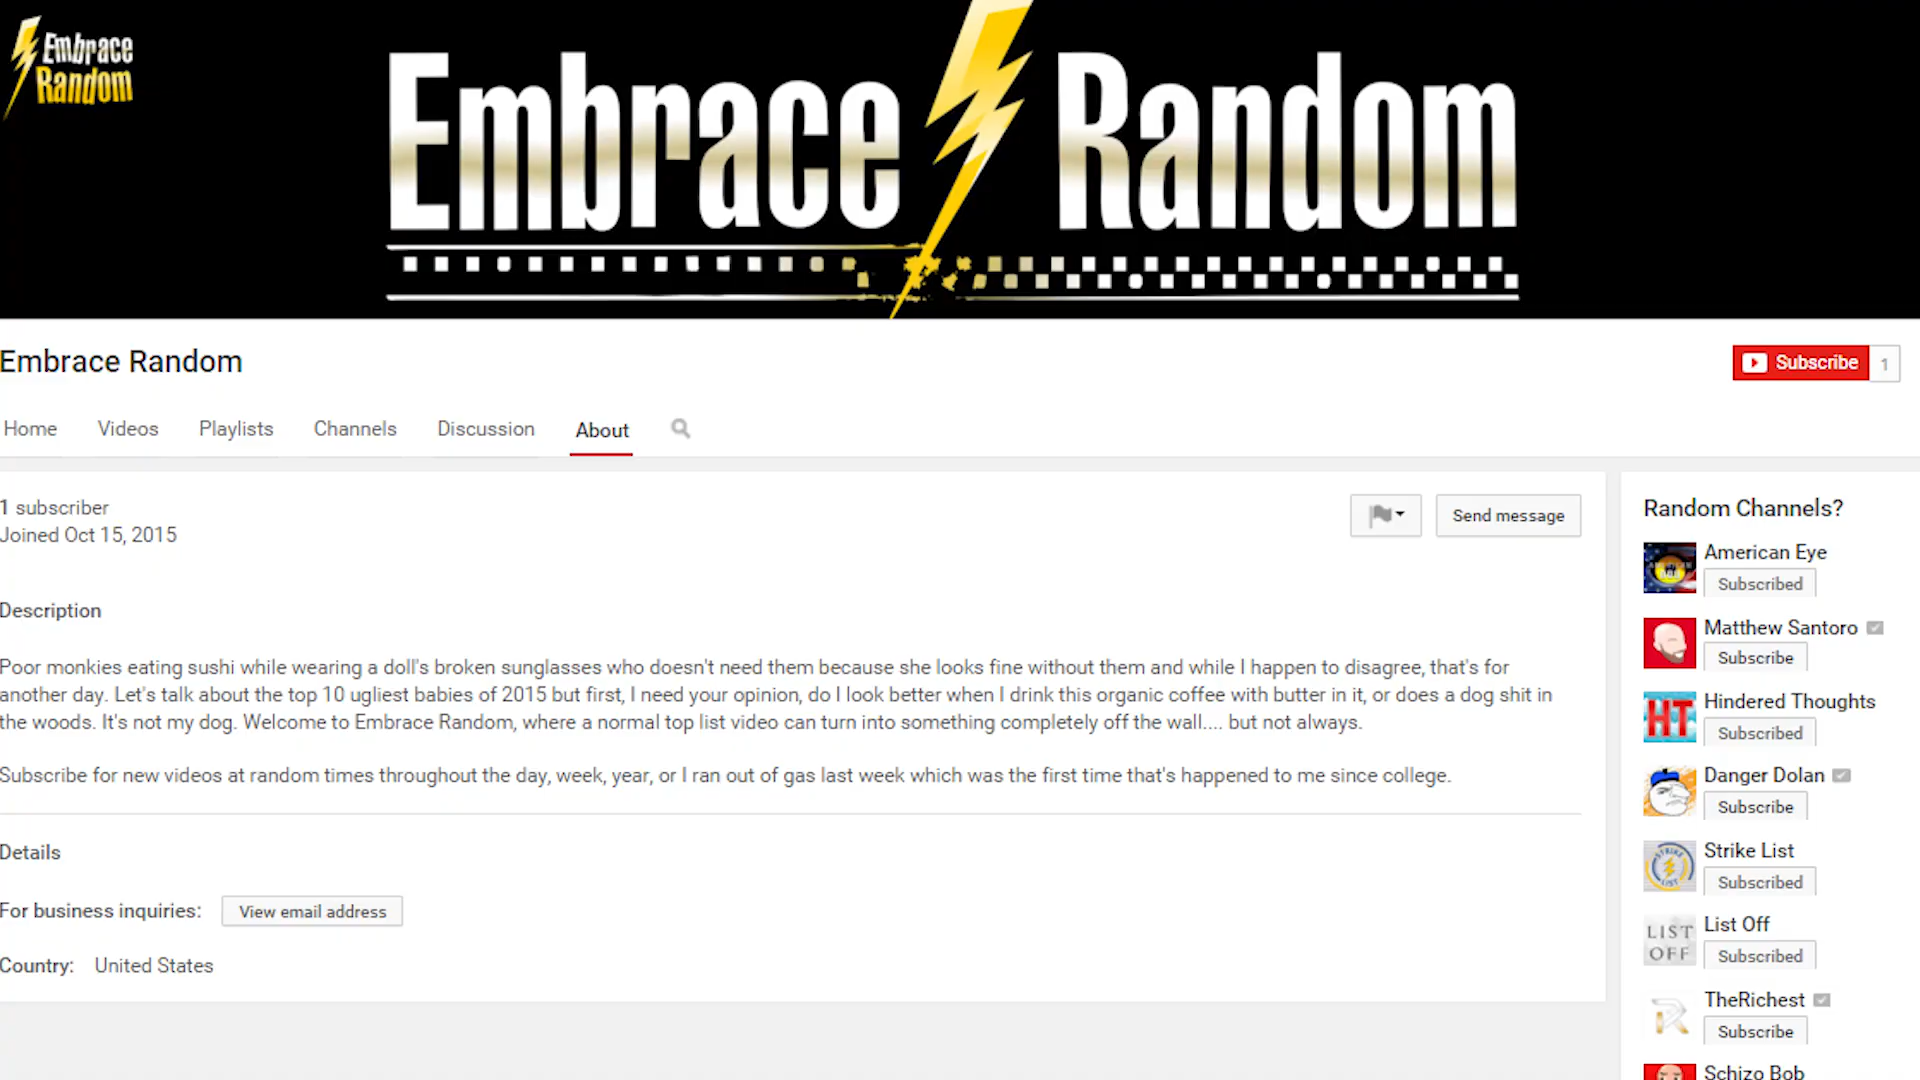 Embrace
Random
Embrace Random
Embrace Random
Subscribe 1
Home Videos Playlists Channels Discussion About
1 subscriber
Joined Oct 15, 2015
Send message
Description
Poor monkies eating sushi while wearing a doll's broken sunglasses who doesn't need them because she looks fine without them and while I happen to disagree, that's for
another day. Let's talk about the top 10 ugliest babies of 2015 but first, I need your opinion, do I look better when I drink this organic coffee with butter in it, or does a dog shit in
the woods. It's not my dog. Welcome to Embrace Random, where a normal top list video can turn into something completely off the wall.... but not always.
Subscribe for new videos at random times throughout the day, week, year, or I ran out of gas last week which was the first time that's happened to me since college.
Details
For business inquiries: View email address
Country: United States
Random Channels?
American Eye
Subscribed
Matthew Santoro
Subscribe
HT
Hindered Thoughts
Subscribed
Danger Dolan
Subscribe
STRIKE
LIST
Strike List
Subscribed
LIST
OFF
List Off
Subscribed
R
TheRichest
Subscribe
Schizo Bob